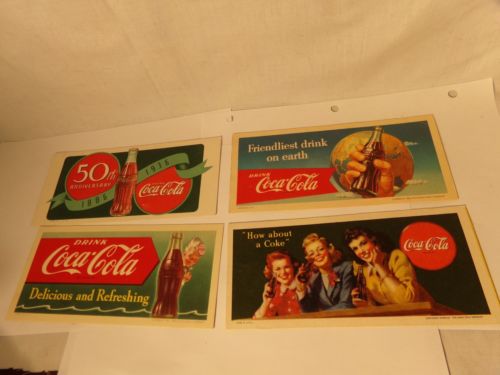 50th
ANNIVERSARY
1886
1936
Coca-Cola
Friendliest drink
on earth
DRINK
Coca-Cola
DRINK
Coca-Cola
Delicious and Refreshing
"How about
a Coke"
Coca-Cola